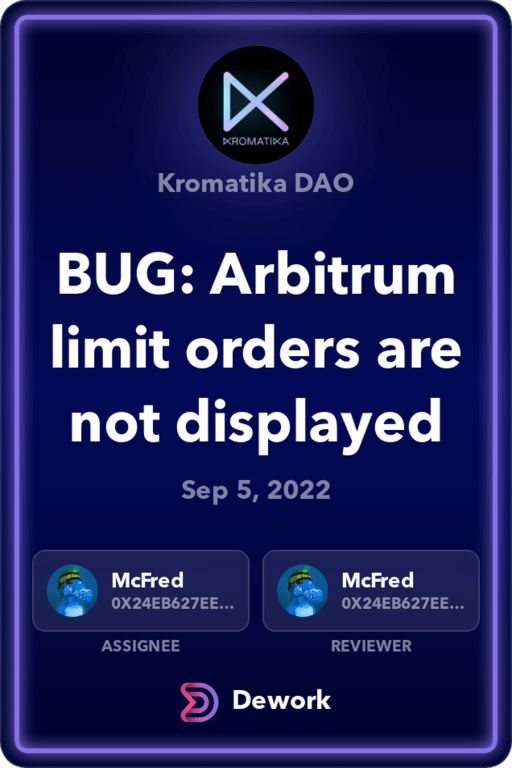 KROMATIKA
Kromatika DAO
BUG: Arbitrum
limit orders are
not displayed
Sep 5, 2022
McFred
0X24EB627EE...
ASSIGNEE
McFred
0X24EB627EE...
REVIEWER
Dework